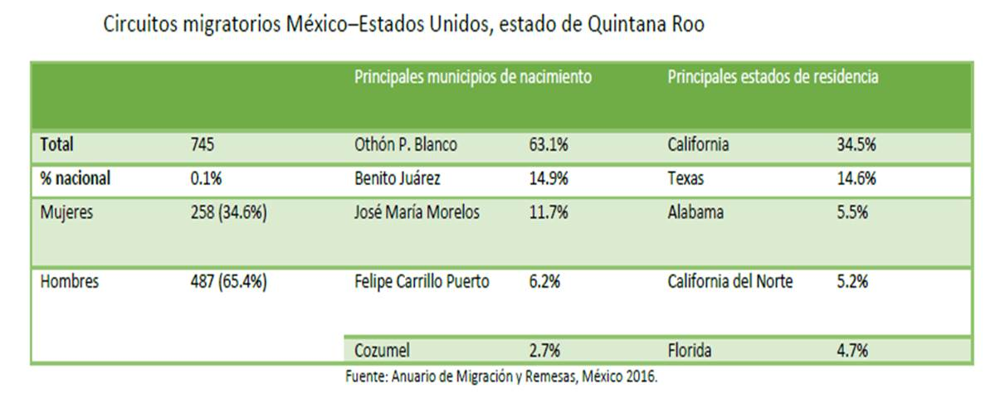 Circuitos migratorios México–Estados Unidos, estado de Quintana Roo
Principales municipios de nacimiento Principales estados de residencia
Total 745 Othón P. Blanco 63.1% California 34.5%
% nacional 0.1% Benito Juárez 14.9% Texas 14.6%
Mujeres 258 (34.6%) José María Morelos 11.7% Alabama 5.5%
Hombres 487 (65.4%) Felipe Carrillo Puerto 6.2% California del Norte 5.2%
Cozumel 2.7% Florida 4.7%
Fuente: Anuario de Migración y Remesas, México 2016.